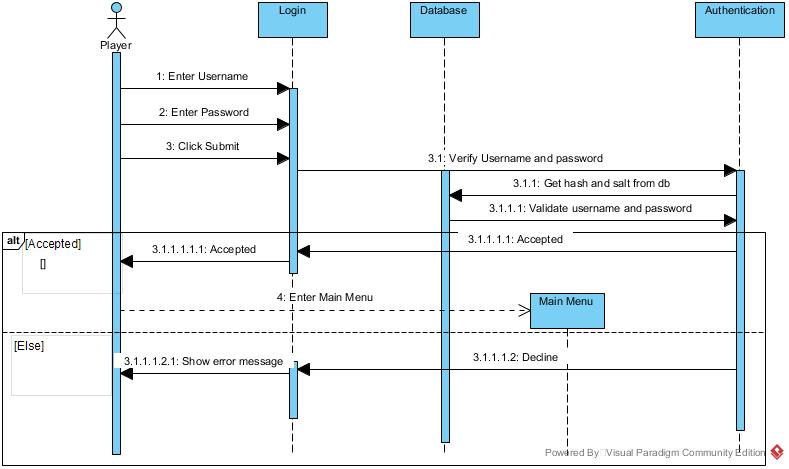 Login
Database
Authentication
Player
1: Enter Username
2: Enter Password
3: Click Submit
3.1: Verify Username and password
3.1.1: Get hash and salt from db
3.1.1.1: Validate username and password
alt
[Accepted]
[]
3.1.1.1.1: Accepted
3.1.1.1.1.1: Accepted
4: Enter Main Menu
Main Menu
[Else]
3.1.1.1.2: Decline
3.1.1.1.2.1: Show error message
Powered By Visual Paradigm Community Edition